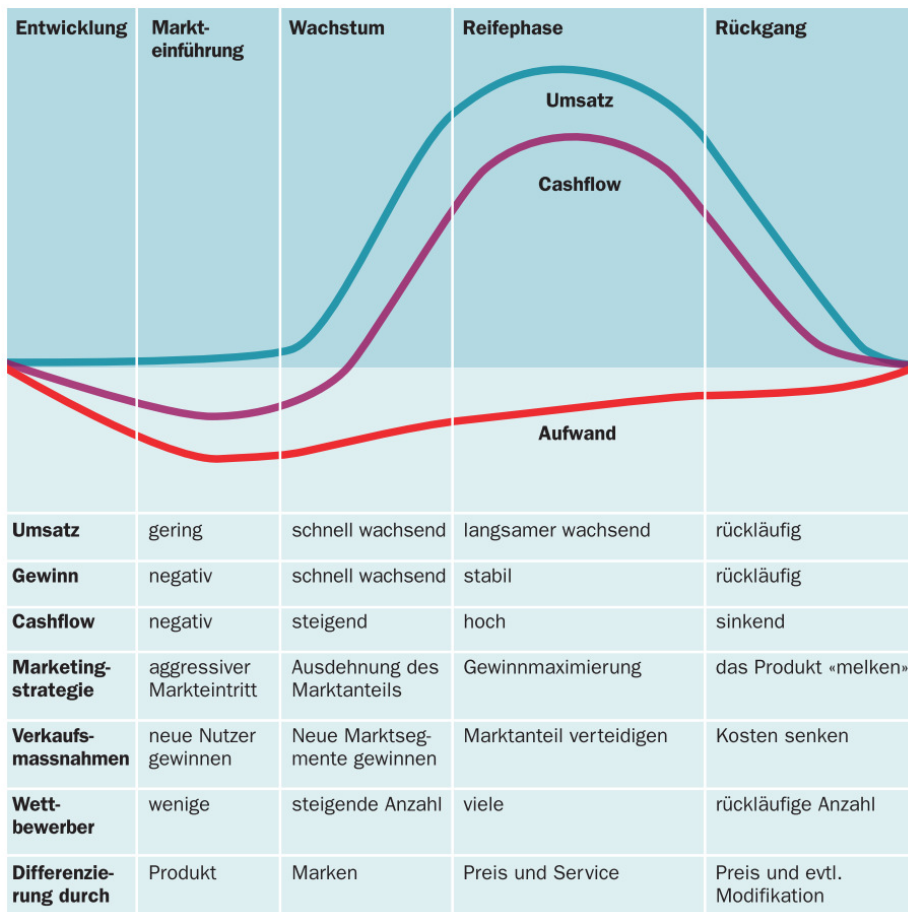 Entwicklung
Markt-
einführung
Wachstum
Reifephase
Rückgang
Umsatz
Cashflow
Aufwand
Umsatz
gering
schnell wachsend
langsamer wachsend
rückläufig
Gewinn
negativ
schnell wachsend
stabil
rückläufig
Cashflow
negativ
steigend
hoch
sinkend
Marketing-
strategie
aggressiver
Markteintritt
Ausdehnung des
Marktanteils
Gewinnmaximierung
das Produkt «melken»
Verkaufs-
massnahmen
neue Nutzer
gewinnen
Neue Marktseg-
mente gewinnen
Marktanteil verteidigen
Kosten senken
Wett-
bewerber
wenige
steigende Anzahl
viele
rückläufige Anzahl
Differenzie-
rung durch
Produkt
Marken
Preis und Service
Preis und evtl.
Modifikation